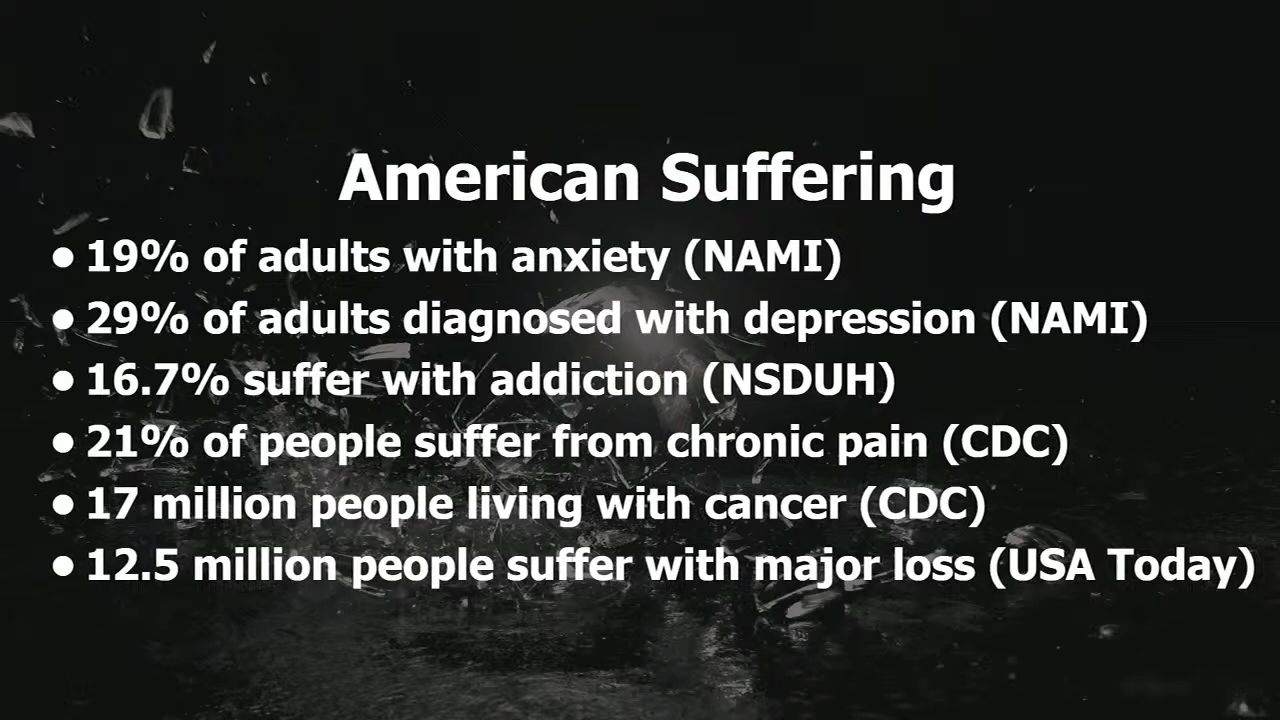 American Suffering
• 19% of adults with anxiety (NAMI)
• 29% of adults diagnosed with depression (NAMI)
• 16.7% suffer with addiction (NSDUH)
• 21% of people suffer from chronic pain (CDC)
• 17 million people living with cancer (CDC)
• 12.5 million people suffer with major loss (USA Today)